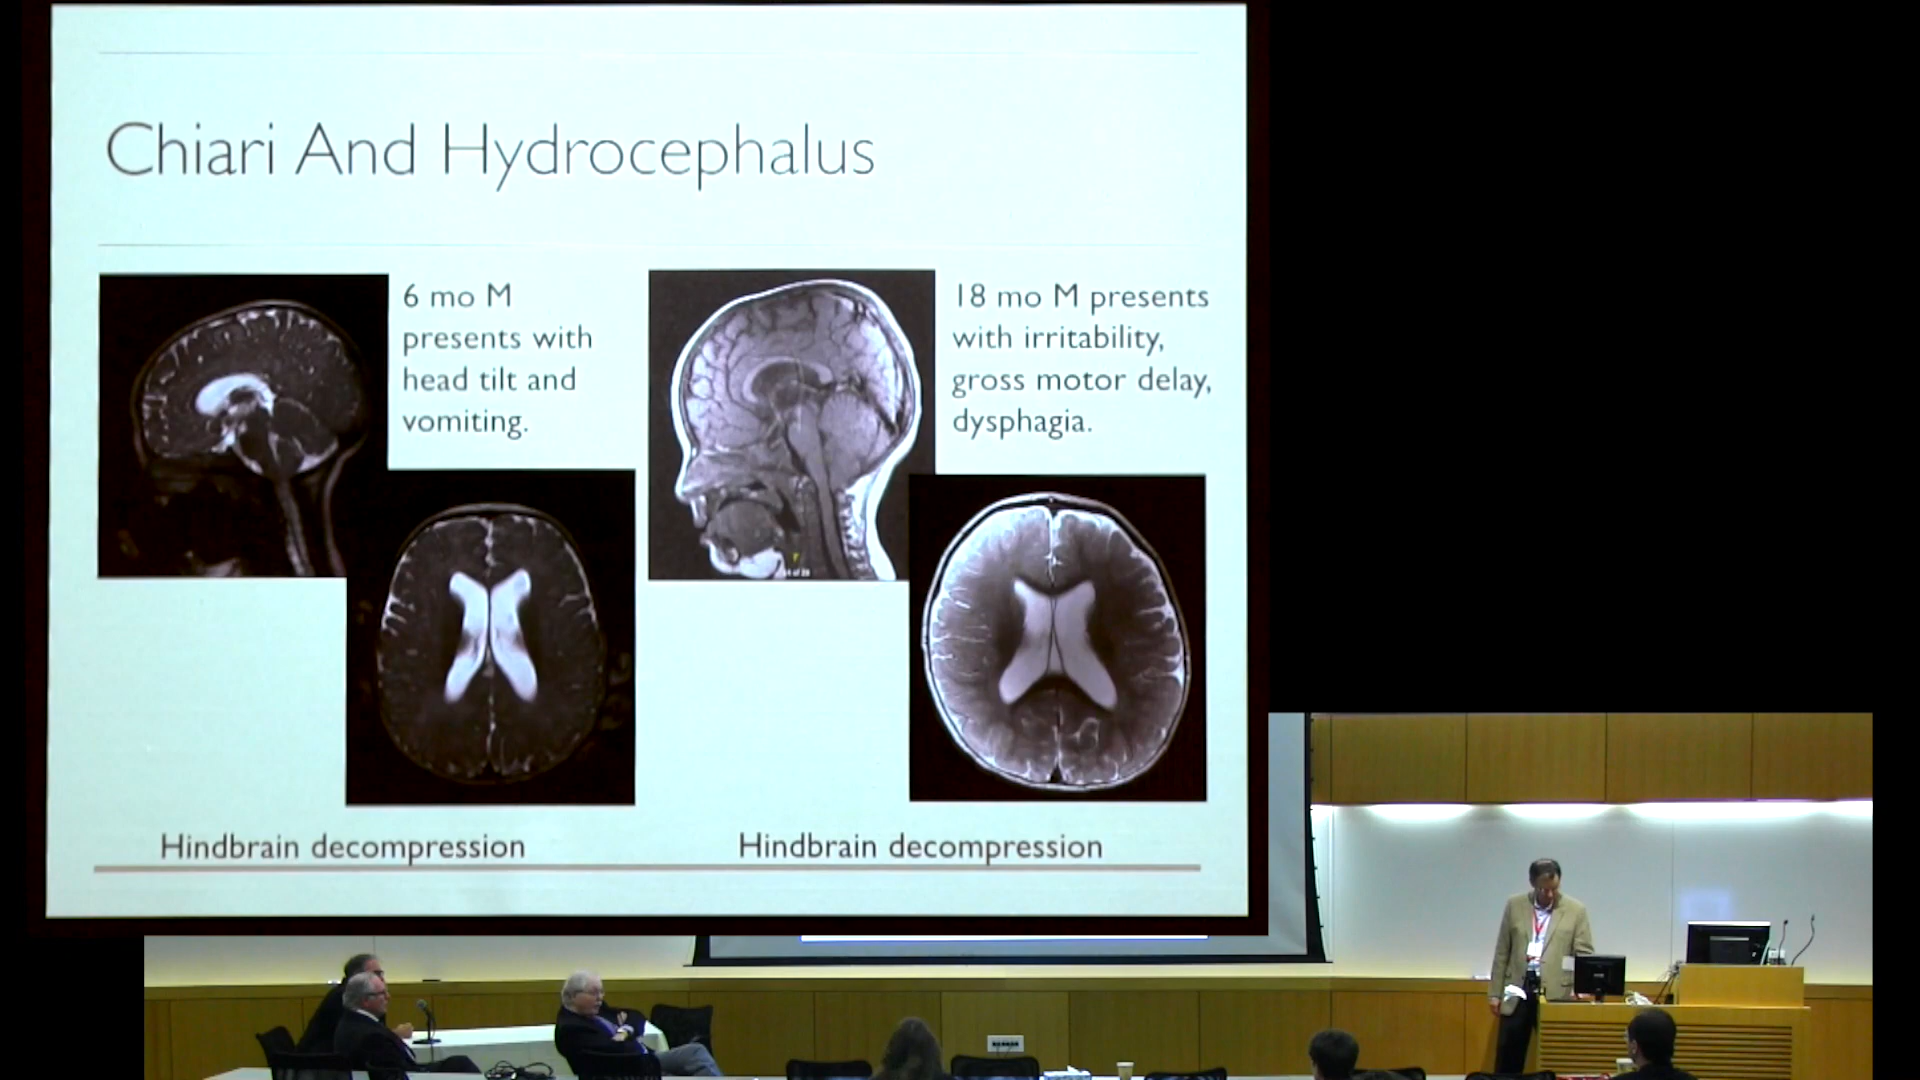 Chiari And Hydrocephalus
6 mo M
presents with
head tilt and
vomiting.
18 mo M presents
with irritability,
gross motor delay,
dysphagia.
Hindbrain decompression
Hindbrain decompression